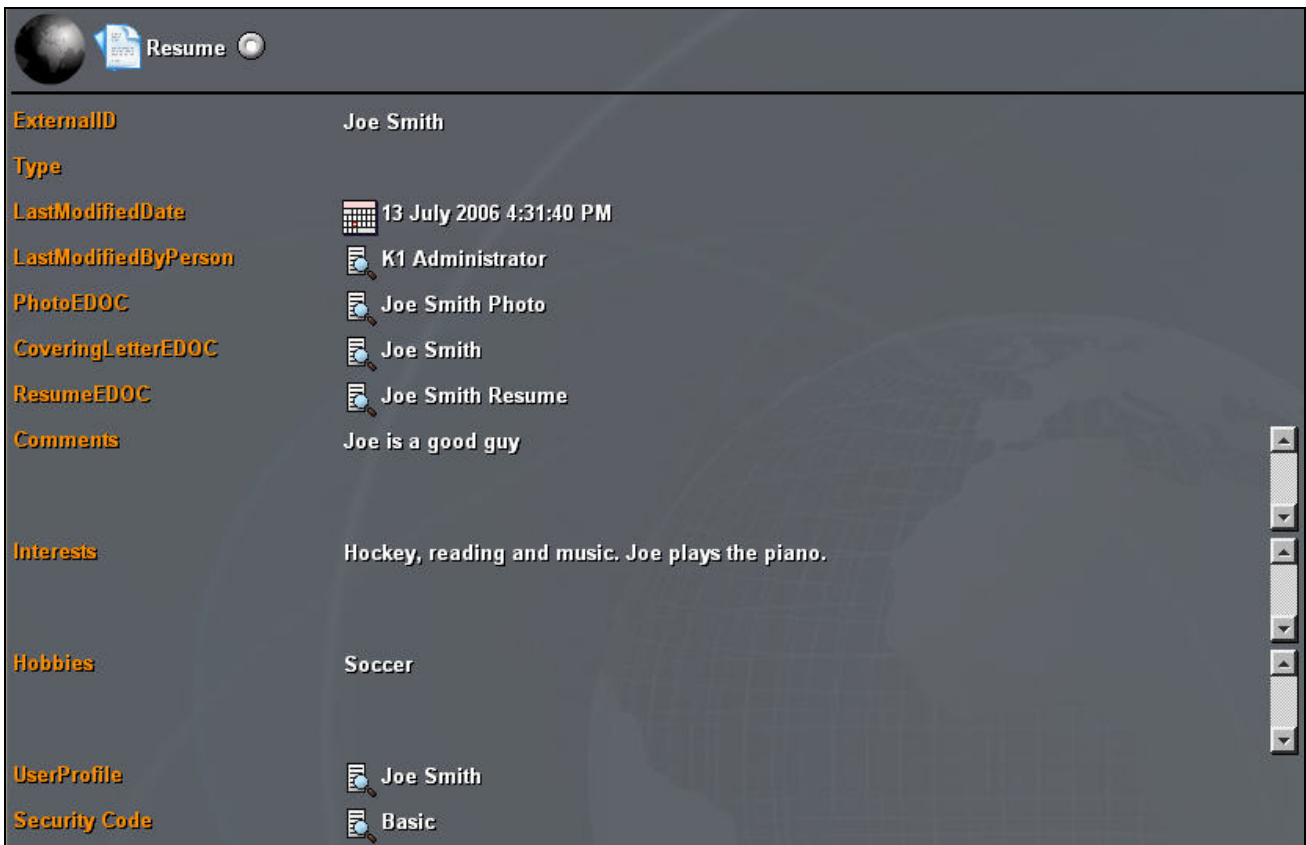 Resume
ExternalID Joe Smith
Type
LastModifiedDate 13 July 2006 4:31:40 PM
LastModifiedByPerson K1 Administrator
PhotoEDOC Joe Smith Photo
CoveringLetterEDOC Joe Smith
ResumeEDOC Joe Smith Resume
Comments Joe is a good guy
Interests Hockey, reading and music. Joe plays the piano.
Hobbies Soccer
UserProfile Joe Smith
Security Code Basic